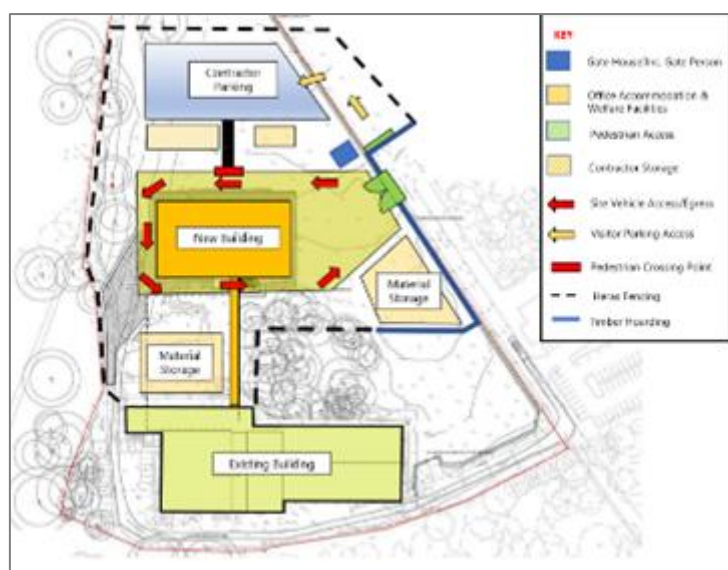 Contractor
Parking
New Building
Material
Storage
Material
Storage
Existing Building
KEY
Gate House/Inc. Gate Person
Office Accommodation &
Welfare Facilities
Pedestrian Access
Contractor Storage
Site Vehicle Access/Egress
Visitor Parking Access
Pedestrian Crossing Point
Heras Fencing
Timber Hoarding